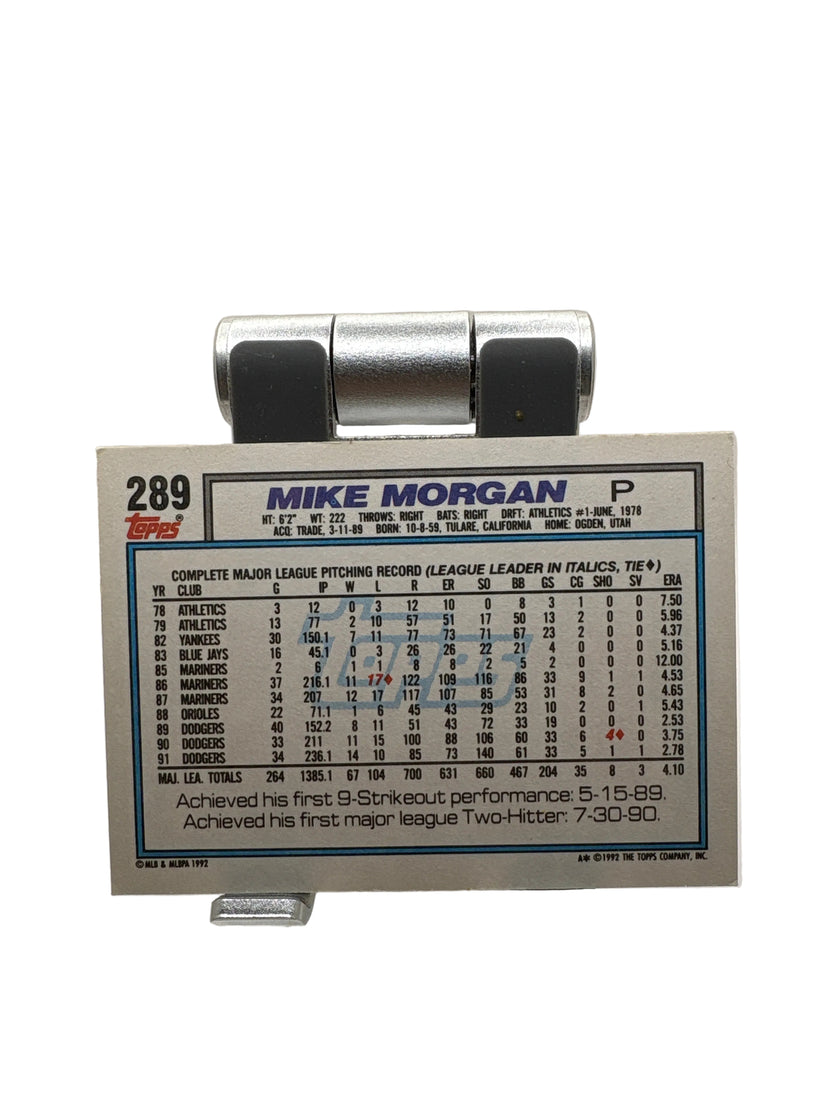 289
MIKE MORGAN P
Topps®
HT: 6'2" WT: 222 THROWS: RIGHT BATS: RIGHT DRFT: ATHLETICS #1-JUNE, 1978
ACQ: TRADE, 3-11-89 BORN: 10-8-59, TULARE, CALIFORNIA HOME: OGDEN, UTAH
COMPLETE MAJOR LEAGUE PITCHING RECORD (LEAGUE LEADER IN ITALICS, TIE♦)
YR CLUB G IP W L R ER SO BB GS CG SHO SV ERA
78 ATHLETICS 3 12 0 3 12 10 0 8 3 1 0 0 7.50
79 ATHLETICS 13 77 2 10 57 51 17 50 13 2 0 0 5.96
82 YANKEES 30 150.1 7 11 77 73 71 67 23 2 0 0 4.37
83 BLUE JAYS 16 45.1 0 3 26 26 22 21 4 0 0 0 5.16
85 MARINERS 2 6 1 1 8 8 2 5 2 0 0 0 12.00
86 MARINERS 37 216.1 11 17♦ 122 109 116 86 33 9 1 1 4.53
87 MARINERS 34 207 12 17 117 107 85 53 31 8 2 0 4.65
88 ORIOLES 22 71.1 1 6 45 43 29 23 10 2 0 1 5.43
89 DODGERS 40 152.2 8 11 51 43 72 33 19 0 0 0 2.53
90 DODGERS 33 211 11 15 100 88 106 60 33 6 4♦ 0 3.75
91 DODGERS 34 236.1 14 10 85 73 140 61 33 5 1 1 2.78
MAJ. LEA. TOTALS 264 1385.1 67 104 700 631 660 467 204 35 8 3 4.10
Topps
Achieved his first 9-Strikeout performance: 5-15-89.
Achieved his first major league Two-Hitter: 7-30-90.
© MLB & MLBPA 1992
A✻ © 1992 THE TOPPS COMPANY, INC.